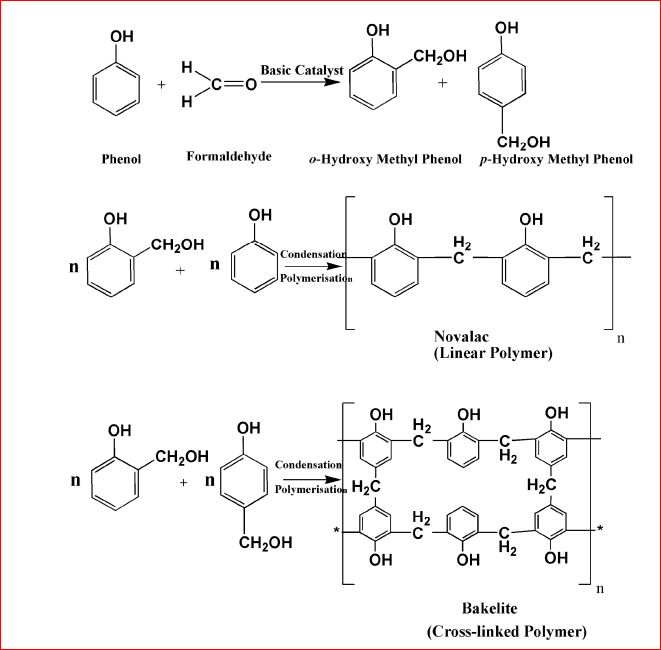 OH
+
H
H
C
O
Basic Catalyst
OH
CH₂OH
+
OH
CH₂OH
Phenol
Formaldehyde
o-Hydroxy Methyl Phenol
p-Hydroxy Methyl Phenol
n
OH
CH₂OH
+
n
OH
Condensation
Polymerisation
OH
H₂
C
OH
H₂
C
n
Novalac
(Linear Polymer)
n
OH
CH₂OH
+
n
OH
CH₂OH
Condensation
Polymerisation
OH
H₂
C
OH
C
H₂
OH
H₂C
H₂C
*
H₂
C
C
H₂
*
OH
OH
OH
n
Bakelite
(Cross-linked Polymer)